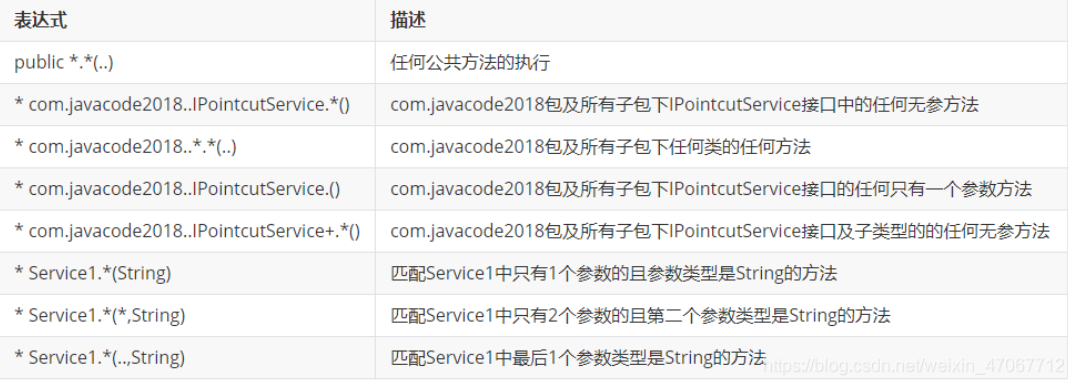 表达式 描述
public *.*(..) 任何公共方法的执行
* com.javacode2018..IPointcutService.*() com.javacode2018包及所有子包下IPointcutService接口中的任何无参方法
* com.javacode2018..*.*(..) com.javacode2018包及所有子包下任何类的任何方法
* com.javacode2018..IPointcutService.() com.javacode2018包及所有子包下IPointcutService接口的任何只有一个参数方法
* com.javacode2018..IPointcutService+.*() com.javacode2018包及所有子包下IPointcutService接口及子类型的的任何无参方法
* Service1.*(String) 匹配Service1中只有1个参数的且参数类型是String的方法
* Service1.*(*,String) 匹配Service1中只有2个参数的且第二个参数类型是String的方法
* Service1.*(..,String) 匹配Service1中最后1个参数类型是String的方法
https://blog.csdn.net/weixin_47067712